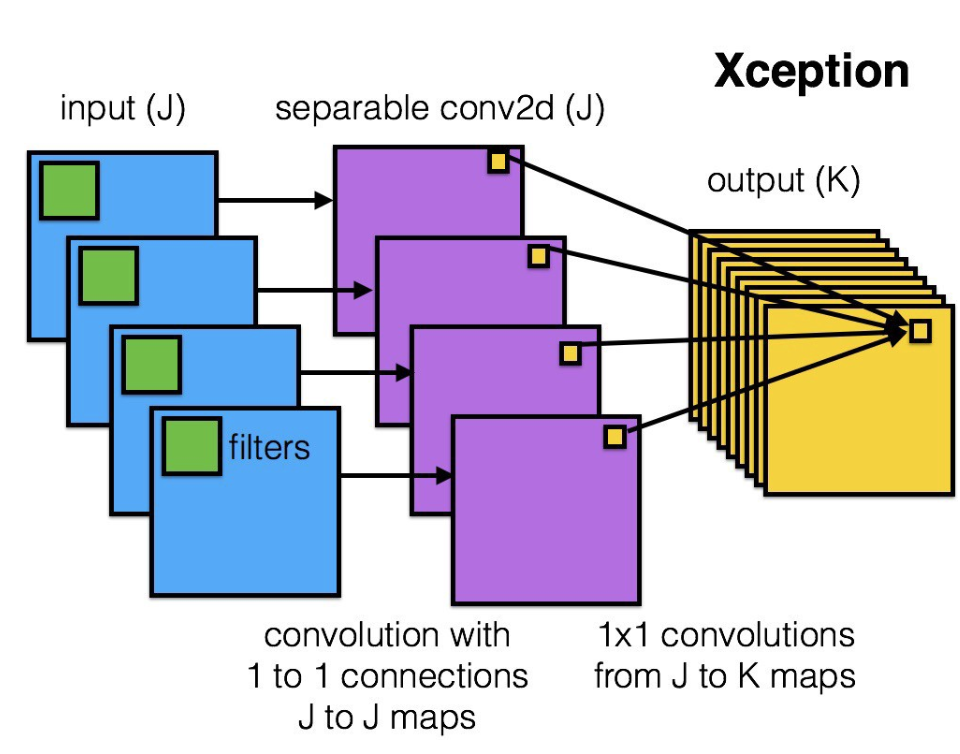 Xception
input (J)
separable conv2d (J)
output (K)
filters
convolution with
1 to 1 connections
J to J maps
1x1 convolutions
from J to K maps